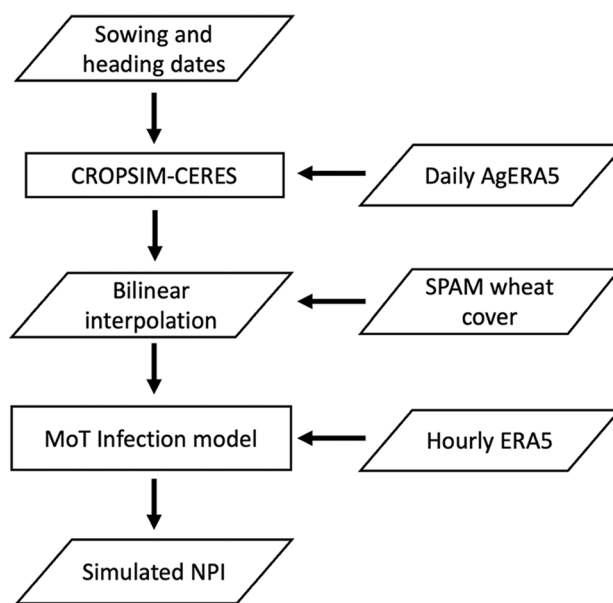 Sowing and
heading dates
CROPSIM-CERES
Daily AgERA5
Bilinear
interpolation
SPAM wheat
cover
MoT Infection model
Hourly ERA5
Simulated NPI